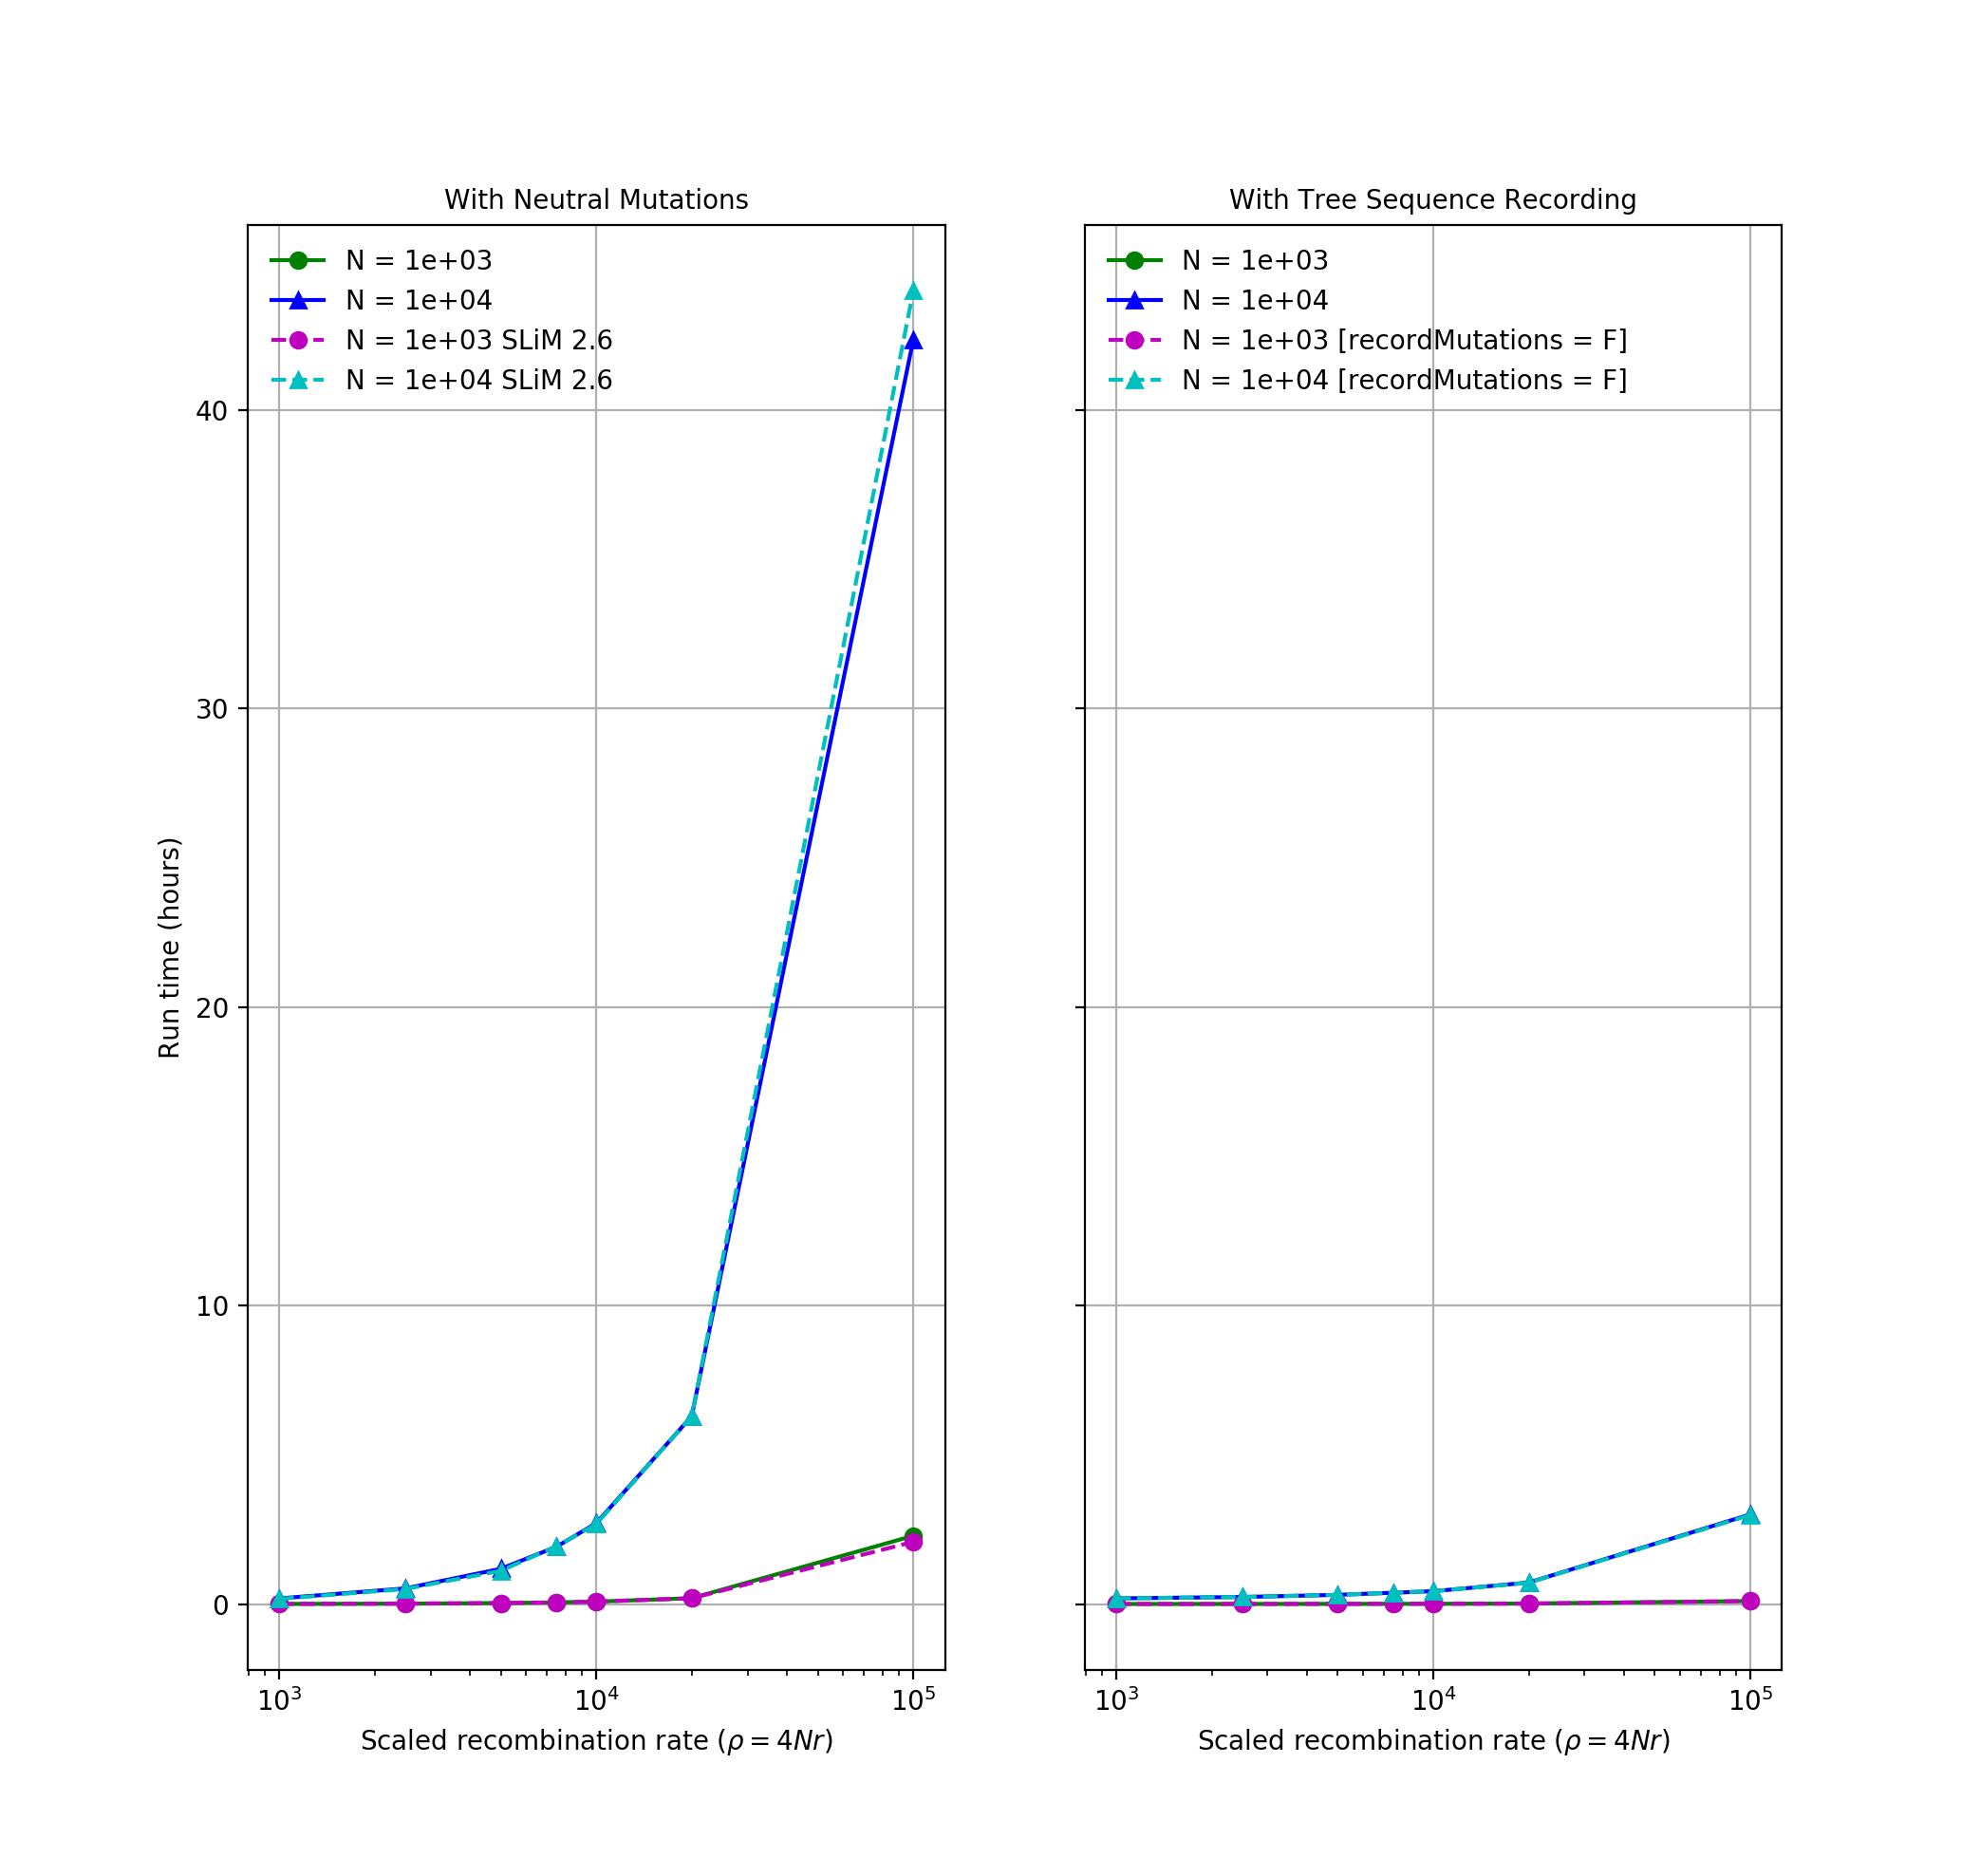 With Neutral Mutations
N = 1e+03
N = 1e+04
N = 1e+03 SLiM 2.6
N = 1e+04 SLiM 2.6
40
30
20
10
0
Run time (hours)
10³
10⁴
10⁵
Scaled recombination rate (ρ = 4Nr)
With Tree Sequence Recording
N = 1e+03
N = 1e+04
N = 1e+03 [recordMutations = F]
N = 1e+04 [recordMutations = F]
10³
10⁴
10⁵
Scaled recombination rate (ρ = 4Nr)